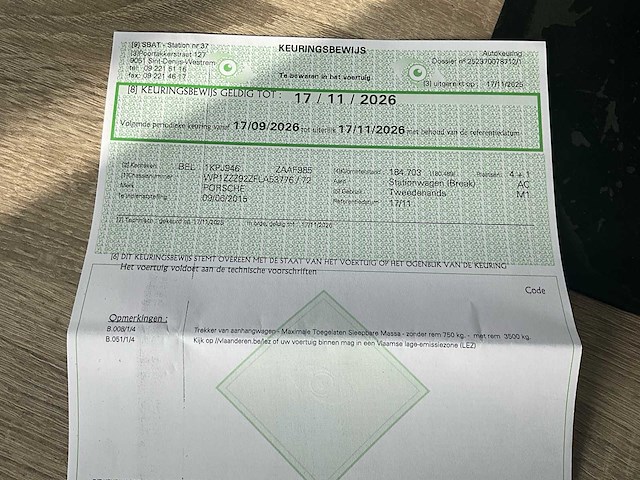 [9] SBAT - Station nr 37
KEURINGSBEWIJS
Autokeuring
[3] Poortakkerstraat 127
9051 Sint-Denijs-Westrem
tel: 09 221 51 16
fax: 09 221 46 17
Te bewaren in het voertuig
[3] uitgereikt op : 17/11/2025
[8] KEURINGSBEWIJS GELDIG TOT : 17 / 11 / 2026
Volgende periodieke keuring vanaf 17/09/2026 tot uiterlijk 17/11/2026 met behoud van de referentiedatum
BEL 1KPJ946 ZAAF985
[1] Chassisnummer WP1ZZZ92ZFLA53776 / 72
Merk PORSCHE
09/06/2015
184.703
4 + 1
Aard Stationwagen (Break) AC
Gebruik Tweedehands M1
Referentiedatum 17/11
[6] DIT KEURINGSBEWIJS STEMT OVEREEN MET DE STAAT VAN HET VOERTUIG OP HET OGENBLIK VAN DE KEURING
Het voertuig voldoet aan de technische voorschriften
Code
Opmerkingen :
B.008/1/4 Trekker van aanhangwagen - Maximale Toegelaten Sleepbare Massa - zonder rem 750 kg. - met rem 3500 kg.
B.051/1/4 Kijk op //vlaanderen.be/lez of uw voertuig binnen mag in een Vlaamse lage-emissiezone (LEZ)